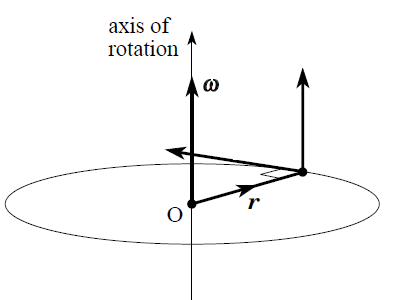 axis of
rotation
ω
O
r